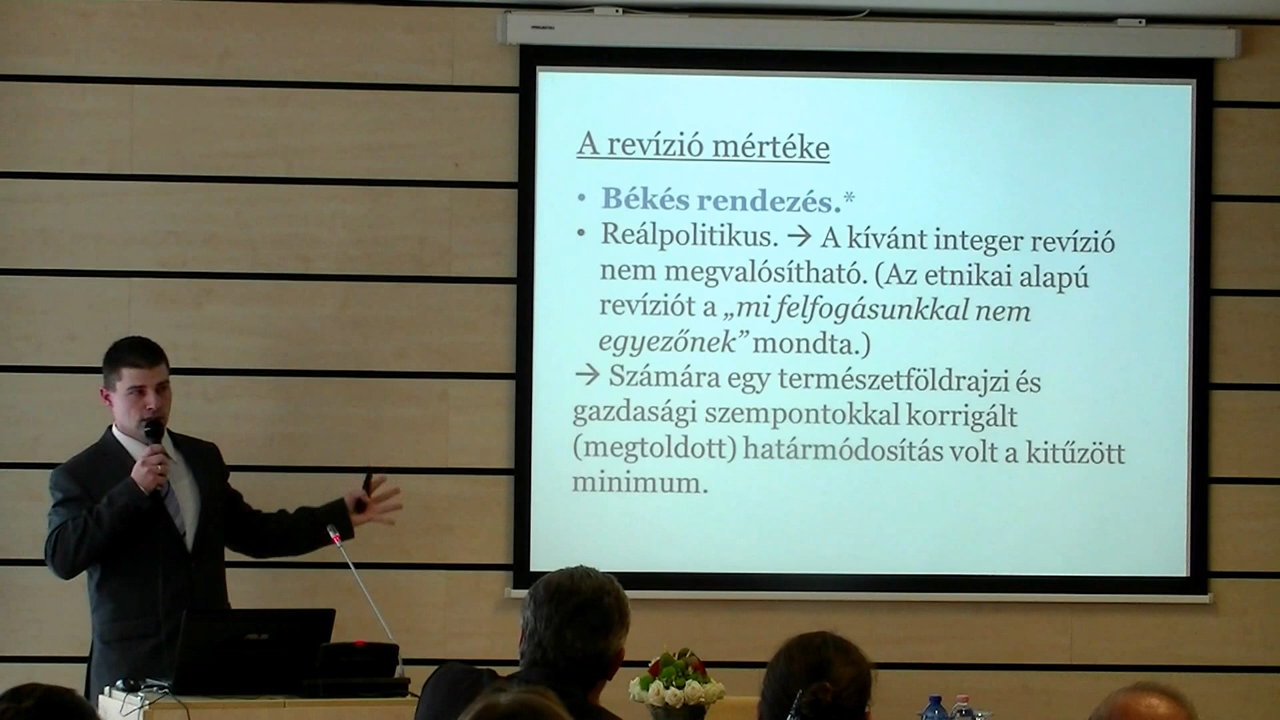 A revízió mértéke
• Békés rendezés.*
• Reálpolitikus. → A kívánt integer revízió
nem megvalósítható. (Az etnikai alapú
revíziót a „mi felfogásunkkal nem
egyezőnek” mondta.)
→ Számára egy természetföldrajzi és
gazdasági szempontokkal korrigált
(megtoldott) határmódosítás volt a kitűzött
minimum.
ASUS